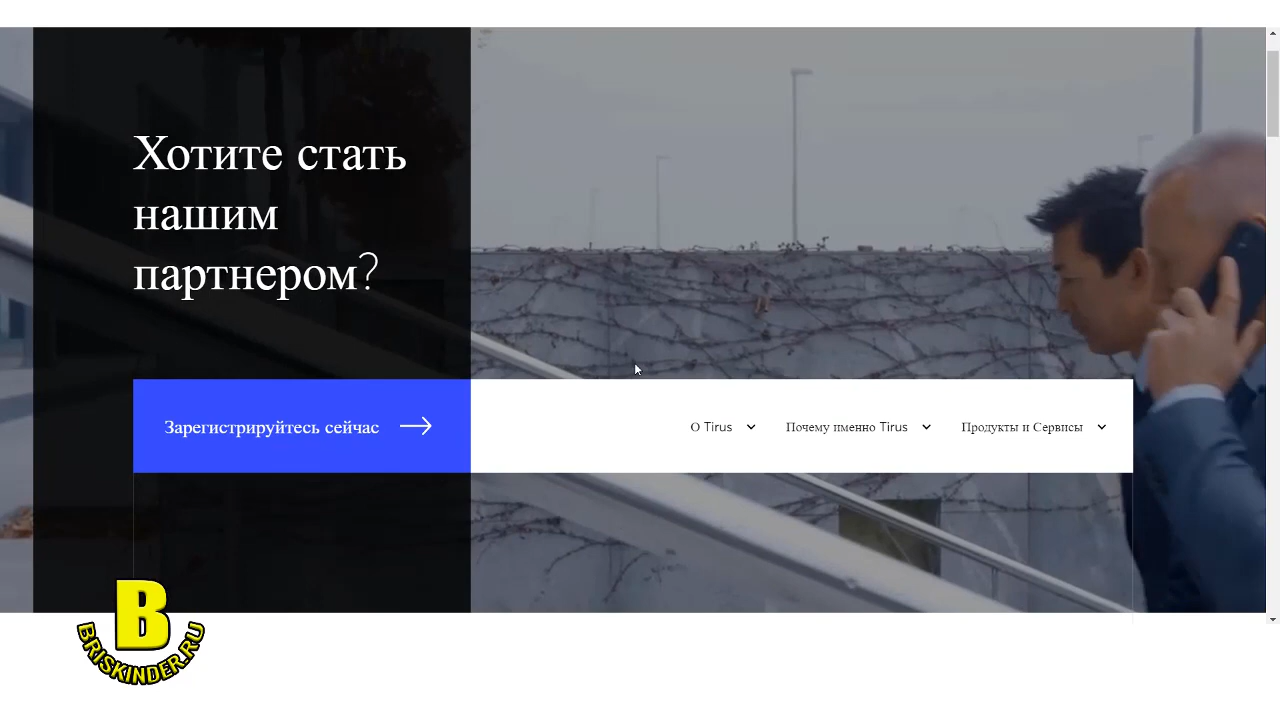 Хотите стать
нашим
партнером?
Зарегистрируйтесь сейчас
О Tirus
Почему именно Tirus
Продукты и Сервисы
B
BRISKINDER.RU